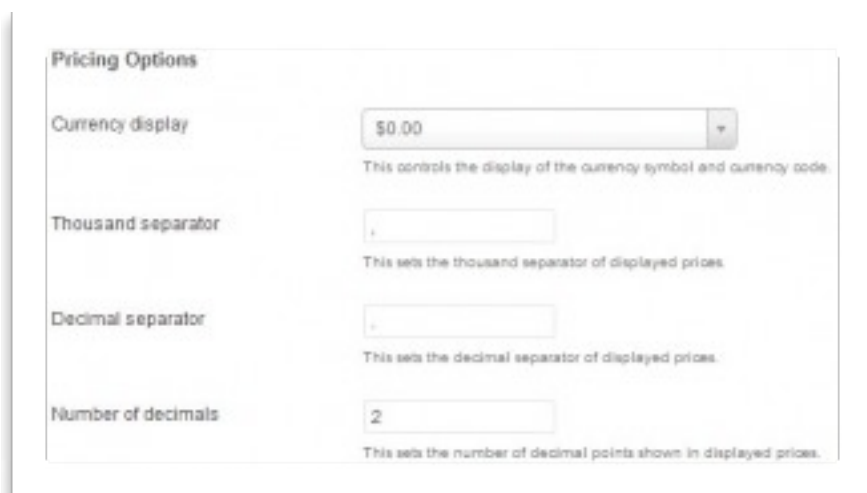 Pricing Options
Currency display
$0.00
This controls the display of the currency symbol and currency code.
Thousand separator
,
This sets the thousand separator of displayed prices
Decimal separator
.
This sets the decimal separator of displayed prices.
Number of decimals
2
This sets the number of decimal points shown in displayed prices.